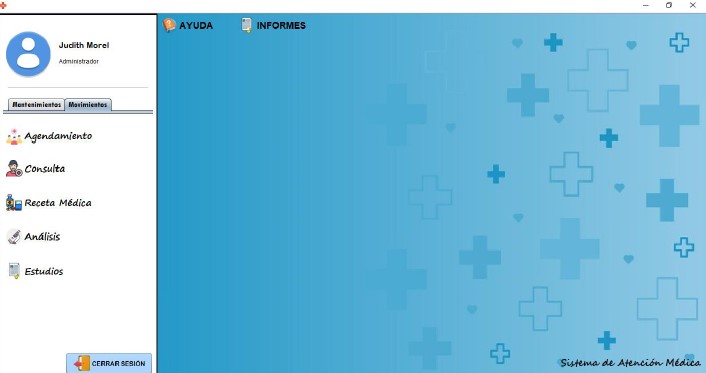 Judith Morel
Administrador
Mantenimientos Movimientos
Agendamiento
Consulta
Receta Médica
Análisis
Estudios
CERRAR SESIÓN
AYUDA INFORMES
Sistema de Atención Médica